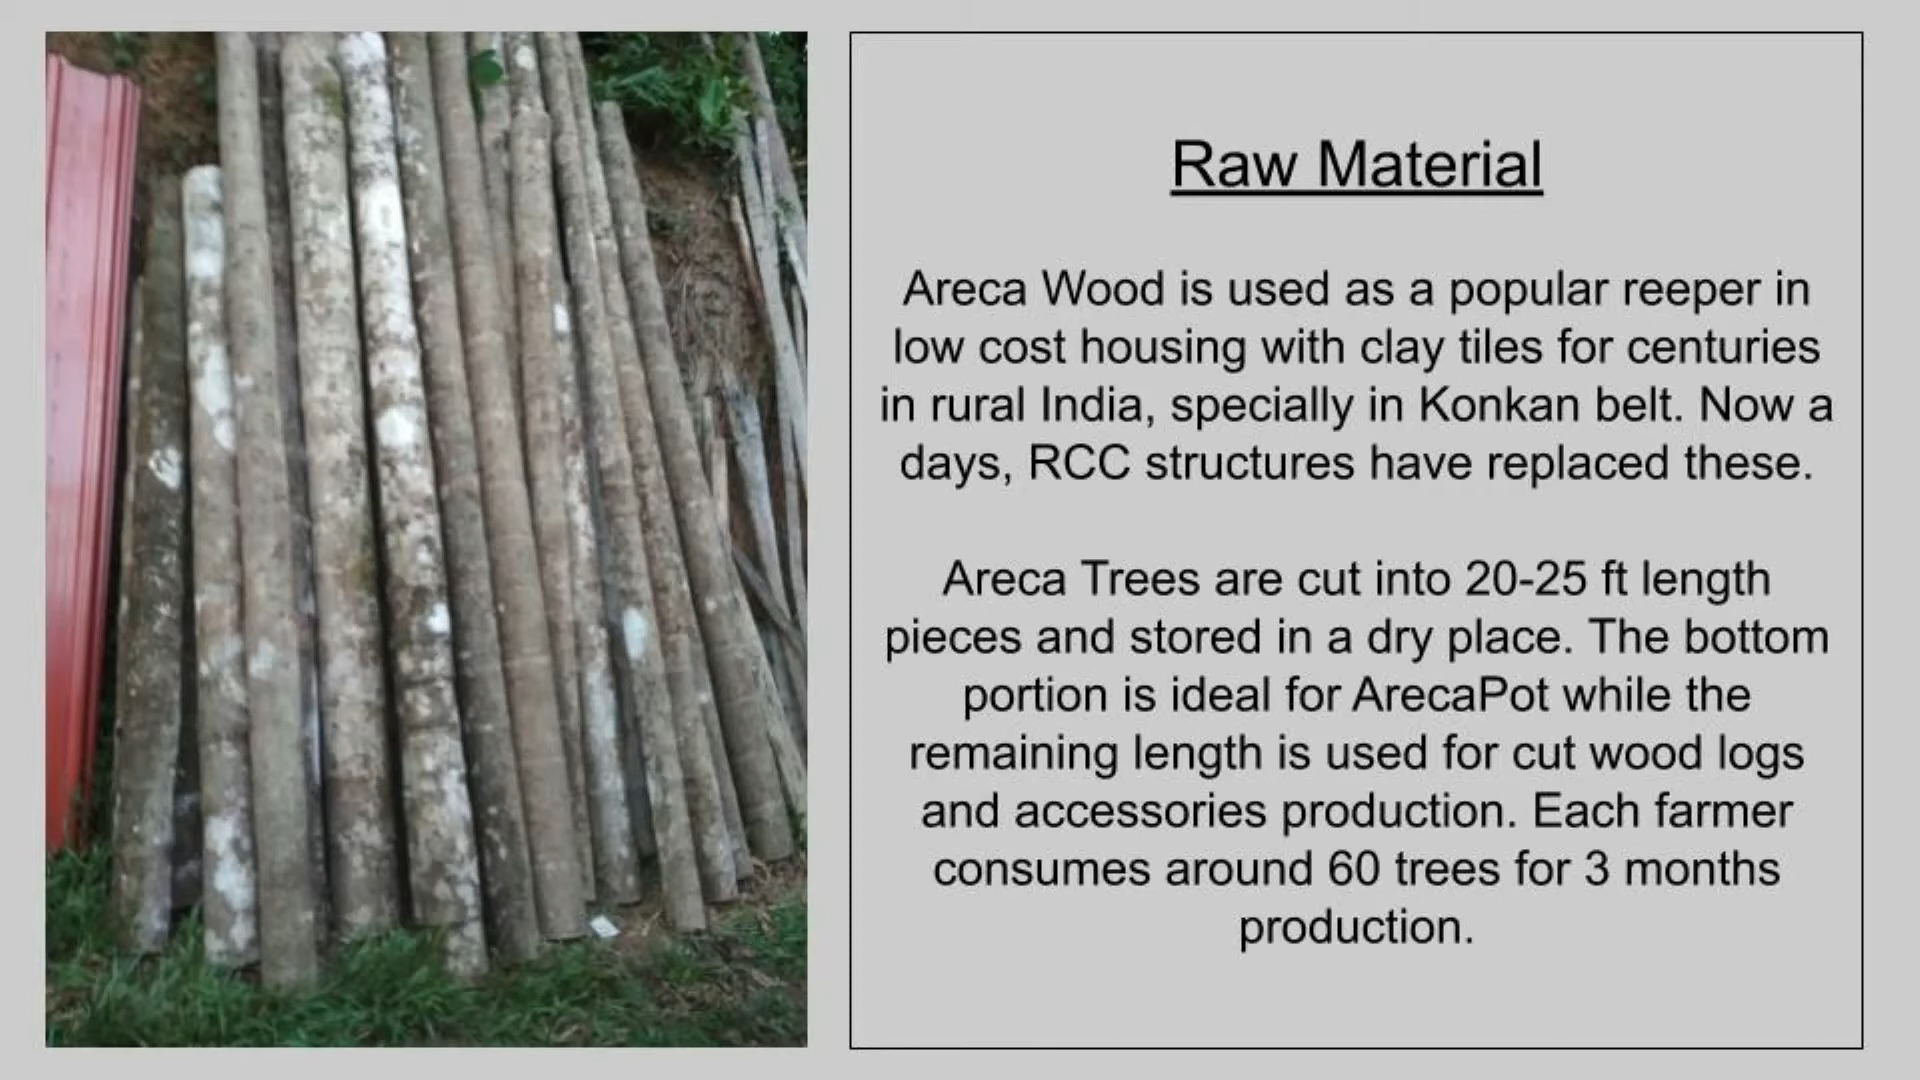 Raw Material
Areca Wood is used as a popular reeper in
low cost housing with clay tiles for centuries
in rural India, specially in Konkan belt. Now a
days, RCC structures have replaced these.
Areca Trees are cut into 20-25 ft length
pieces and stored in a dry place. The bottom
portion is ideal for ArecaPot while the
remaining length is used for cut wood logs
and accessories production. Each farmer
consumes around 60 trees for 3 months
production.